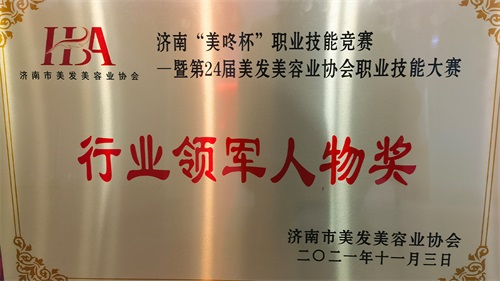 HBA
济南市美发美容业协会
济南“美咚杯”职业技能竞赛
—暨第24届美发美容业协会职业技能大赛
行业领军人物奖
济南市美发美容业协会
二〇二一年十一月三日